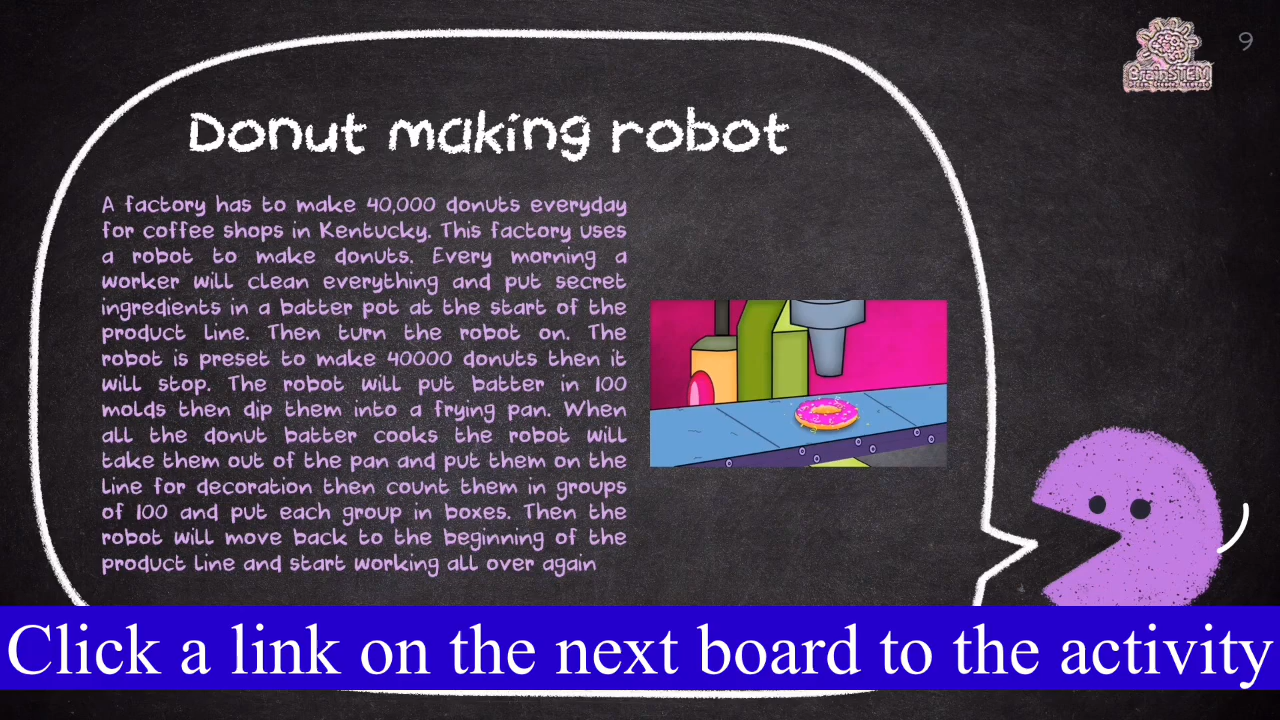 9
BrainSTEM
Donut making robot
A factory has to make 40,000 donuts everyday
for coffee shops in Kentucky. This factory uses
a robot to make donuts. Every morning a
worker will clean everything and put secret
ingredients in a batter pot at the start of the
product line. Then turn the robot on. The
robot is preset to make 40000 donuts then it
will stop. The robot will put batter in 100
molds then dip them into a frying pan. When
all the donut batter cooks the robot will
take them out of the pan and put them on the
line for decoration then count them in groups
of 100 and put each group in boxes. Then the
robot will move back to the beginning of the
product line and start working all over again
Click a link on the next board to the activity